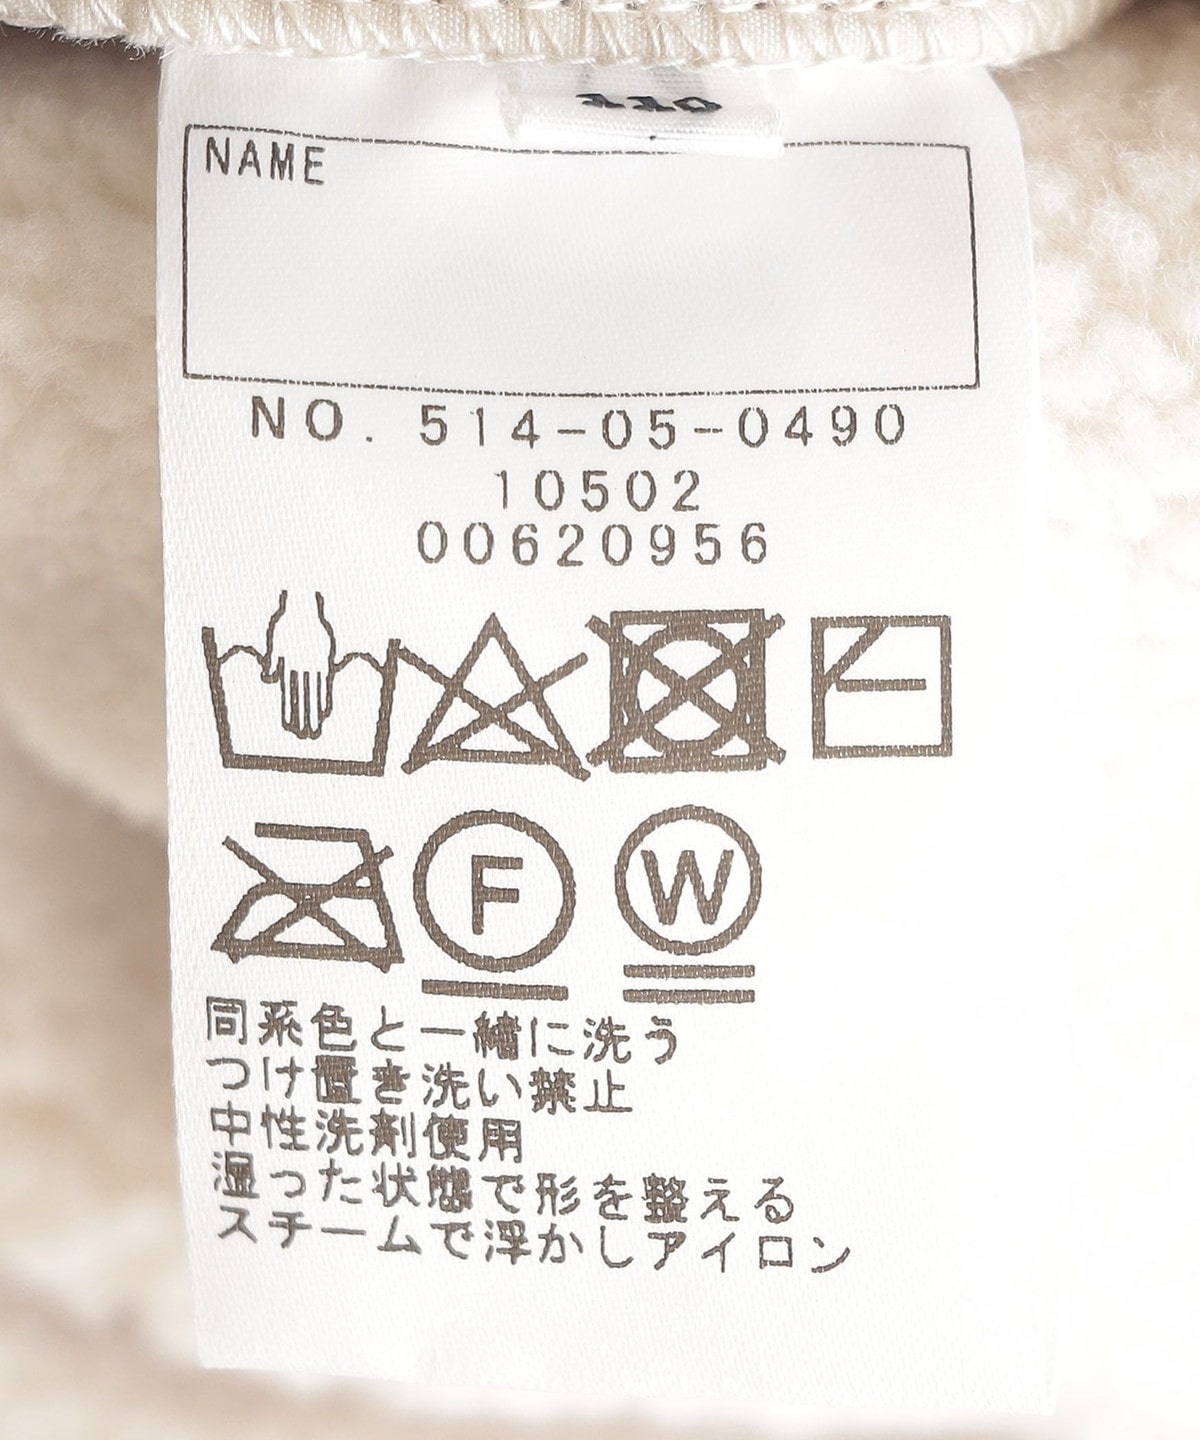 110
NAME
NO. 514-05-0490
10502
00620956
F
W
同系色と一緒に洗う
つけ置き洗い禁止
中性洗剤使用
湿った状態で形を整える
スチームで浮かしアイロン